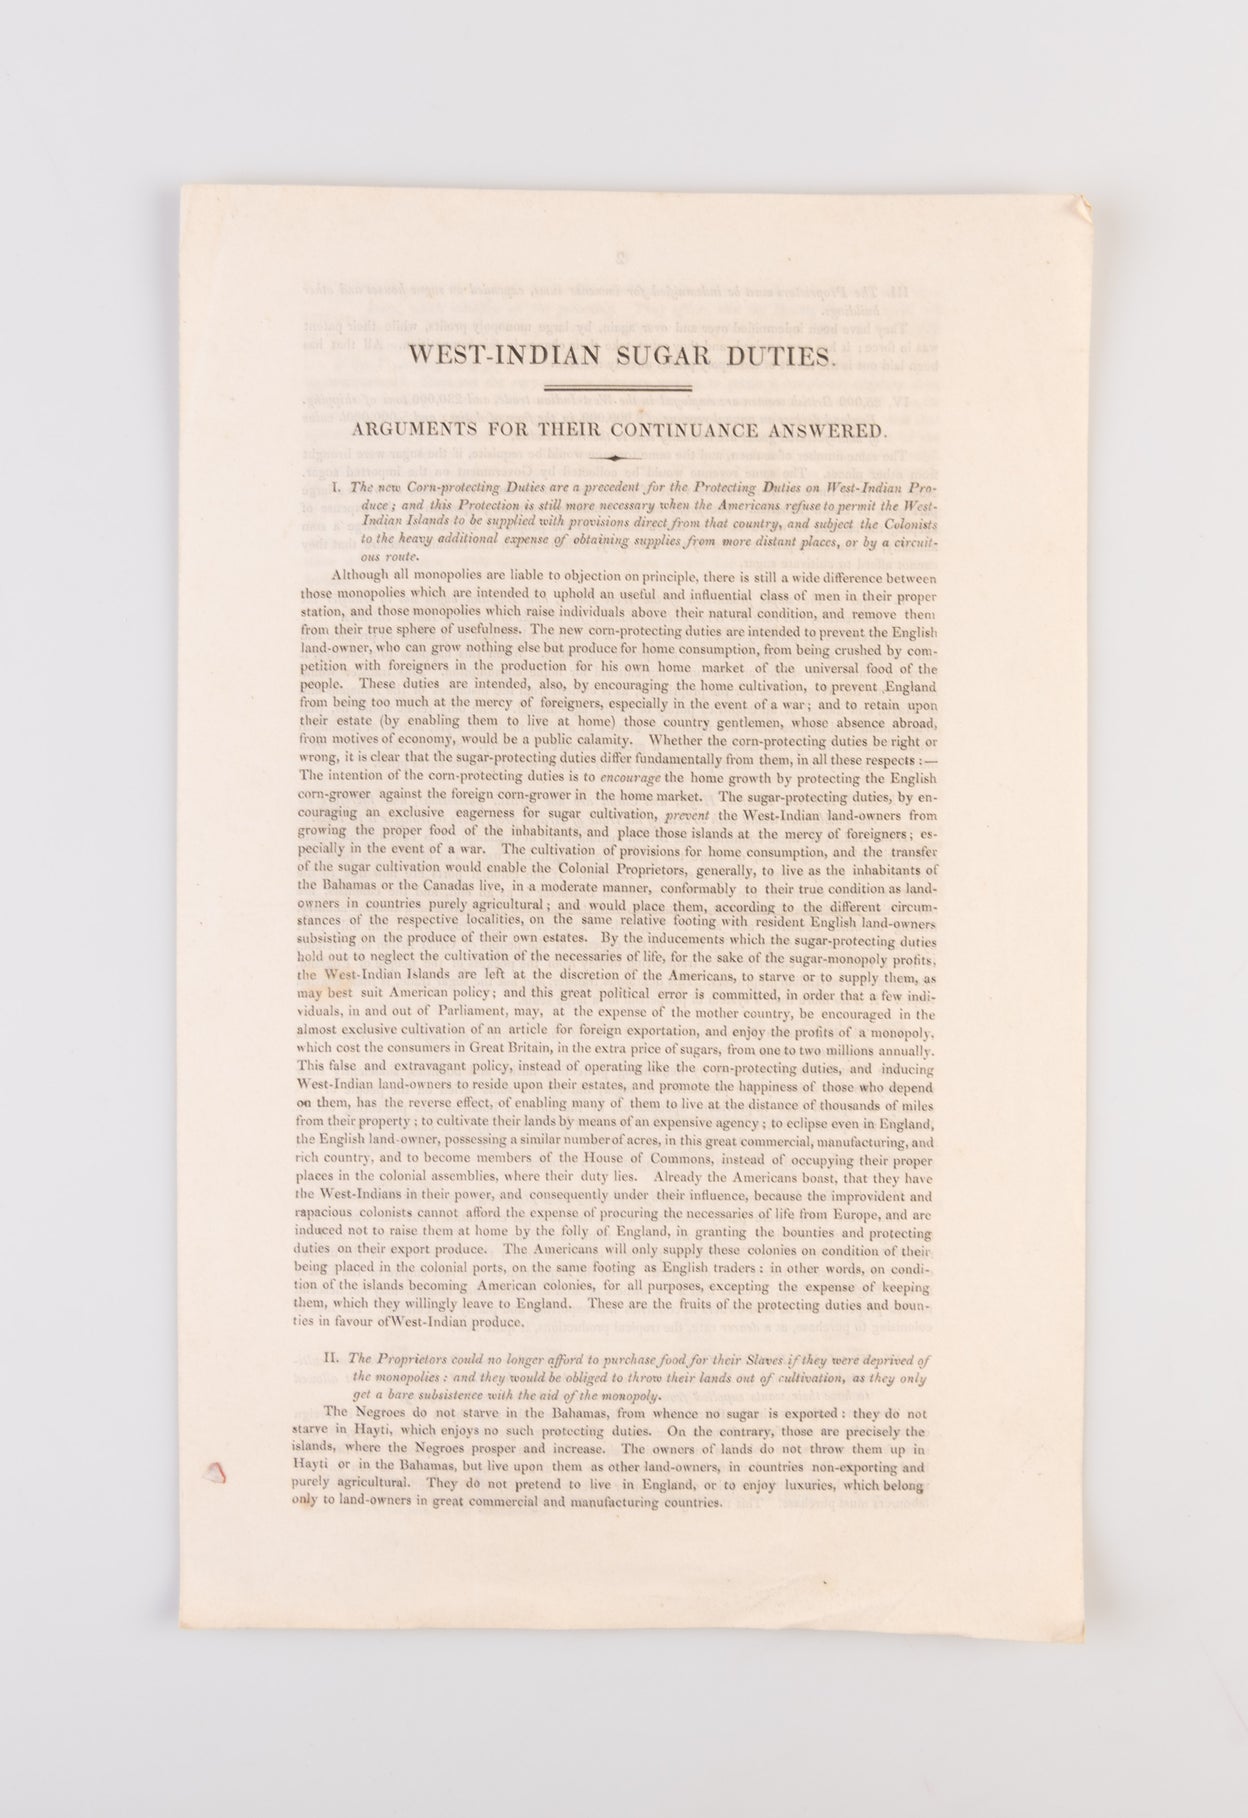 WEST-INDIAN SUGAR DUTIES.
ARGUMENTS FOR THEIR CONTINUANCE ANSWERED.
I. The new Corn-protecting Duties are a precedent for the Protecting Duties on West-Indian Pro-
duce; and this Protection is still more necessary when the Americans refuse to permit the West-
Indian Islands to be supplied with provisions direct from that country, and subject the Colonists
to the heavy additional expense of obtaining supplies from more distant places, or by a circuit-
ous route.
Although all monopolies are liable to objection on principle, there is still a wide difference between
those monopolies which are intended to uphold an useful and influential class of men in their proper
station, and those monopolies which raise individuals above their natural condition, and remove them
from their true sphere of usefulness. The new corn-protecting duties are intended to prevent the English
land-owner, who can grow nothing else but produce for home consumption, from being crushed by com-
petition with foreigners in the production for his own home market of the universal food of the
people. These duties are intended, also, by encouraging the home cultivation, to prevent England
from being too much at the mercy of foreigners, especially in the event of a war; and to retain upon
their estate (by enabling them to live at home) those country gentlemen, whose absence abroad,
from motives of economy, would be a public calamity. Whether the corn-protecting duties be right or
wrong, it is clear that the sugar-protecting duties differ fundamentally from them, in all these respects:—
The intention of the corn-protecting duties is to encourage the home growth by protecting the English
corn-grower against the foreign corn-grower in the home market. The sugar-protecting duties, by en-
couraging an exclusive eagerness for sugar cultivation, prevent the West-Indian land-owners from
growing the proper food of the inhabitants, and place those islands at the mercy of foreigners; es-
pecially in the event of a war. The cultivation of provisions for home consumption, and the transfer
of the sugar cultivation would enable the Colonial Proprietors, generally, to live as the inhabitants of
the Bahamas or the Canadas live, in a moderate manner, conformably to their true condition as land-
owners in countries purely agricultural; and would place them, according to the different circum-
stances of the respective localities, on the same relative footing with resident English land-owners
subsisting on the produce of their own estates. By the inducements which the sugar-protecting duties
hold out to neglect the cultivation of the necessaries of life, for the sake of the sugar-monopoly profits,
the West-Indian Islands are left at the discretion of the Americans, to starve or to supply them, as
may best suit American policy; and this great political error is committed, in order that a few indi-
viduals, in and out of Parliament, may, at the expense of the mother country, be encouraged in the
almost exclusive cultivation of an article for foreign exportation, and enjoy the profits of a monopoly,
which cost the consumers in Great Britain, in the extra price of sugars, from one to two millions annually.
This false and extravagant policy, instead of operating like the corn-protecting duties, and inducing
West-Indian land-owners to reside upon their estates, and promote the happiness of those who depend
on them, has the reverse effect, of enabling many of them to live at the distance of thousands of miles
from their property; to cultivate their lands by means of an expensive agency; to eclipse even in England,
the English land-owner, possessing a similar number of acres, in this great commercial, manufacturing, and
rich country, and to become members of the House of Commons, instead of occupying their proper
places in the colonial assemblies, where their duty lies. Already the Americans boast, that they have
the West-Indians in their power, and consequently under their influence, because the improvident and
rapacious colonists cannot afford the expense of procuring the necessaries of life from Europe, and are
induced not to raise them at home by the folly of England, in granting the bounties and protecting
duties on their export produce. The Americans will only supply these colonies on condition of their
being placed in the colonial ports, on the same footing as English traders: in other words, on condi-
tion of the islands becoming American colonies, for all purposes, excepting the expense of keeping
them, which they willingly leave to England. These are the fruits of the protecting duties and boun-
ties in favour of West-Indian produce.
II. The Proprietors could no longer afford to purchase food for their Slaves if they were deprived of
the monopolies: and they would be obliged to throw their lands out of cultivation, as they only
get a bare subsistence with the aid of the monopoly.
The Negroes do not starve in the Bahamas, from whence no sugar is exported: they do not
starve in Hayti, which enjoys no such protecting duties. On the contrary, those are precisely the
islands, where the Negroes prosper and increase. The owners of lands do not throw them up in
Hayti or in the Bahamas, but live upon them as other land-owners, in countries non-exporting and
purely agricultural. They do not pretend to live in England, or to enjoy luxuries, which belong
only to land-owners in great commercial and manufacturing countries.